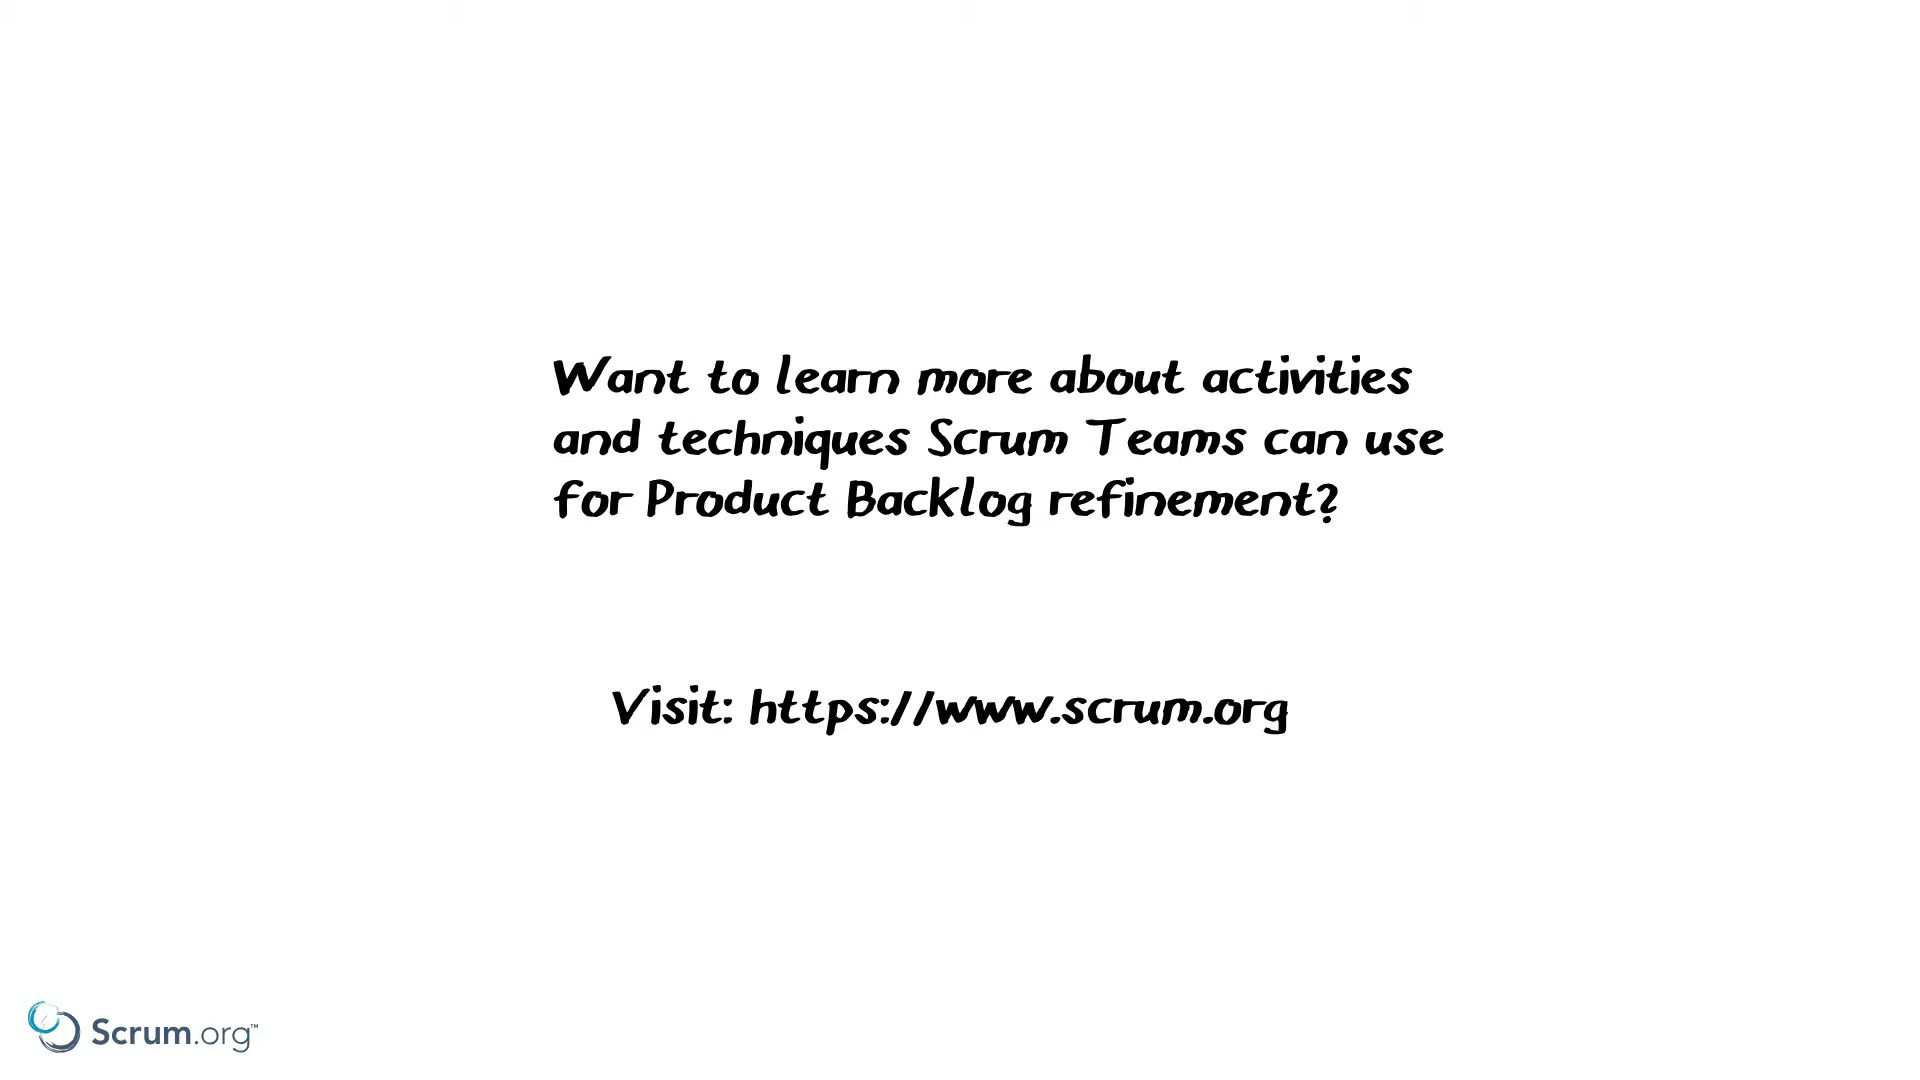 Want to learn more about activities
and techniques Scrum Teams can use
for Product Backlog refinement?
Visit: https://www.scrum.org
Scrum.org™